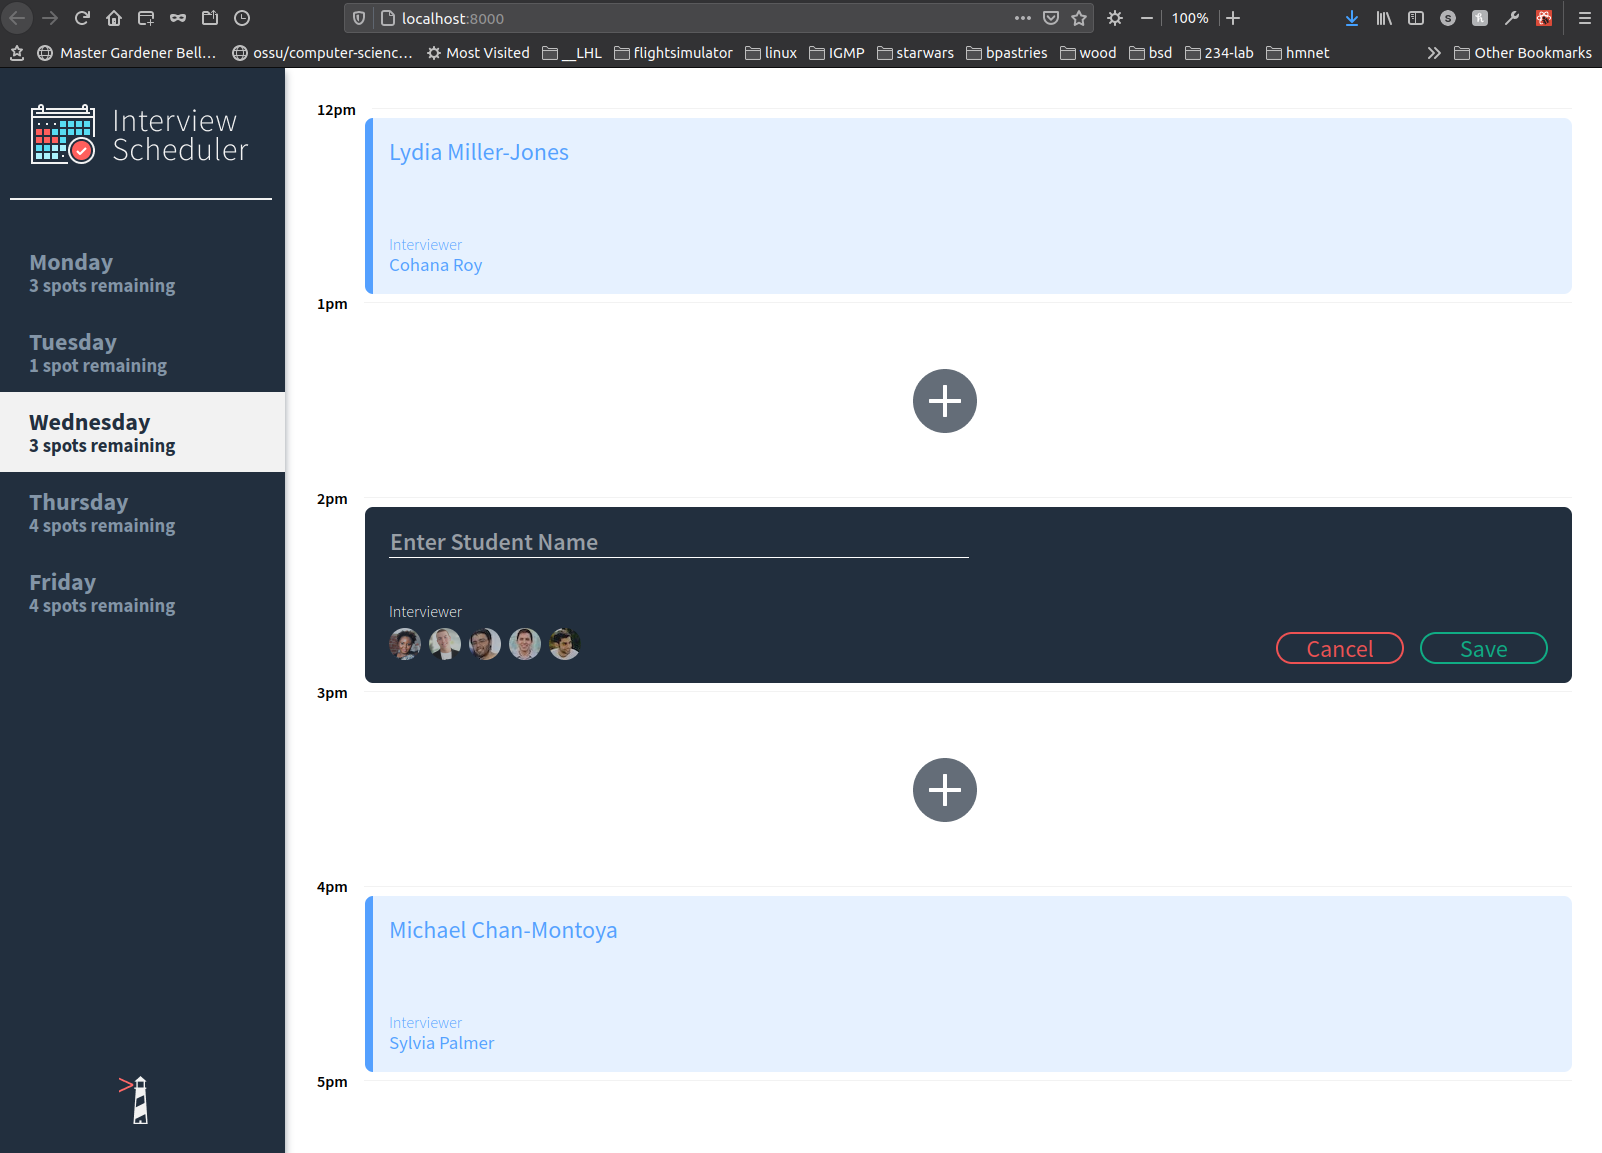 localhost:8000
100%
Master Gardener Bell…
ossu/computer-scienc…
Most Visited
__LHL
flightsimulator
linux
IGMP
starwars
bpastries
wood
bsd
234-lab
hmnet
Other Bookmarks
Interview
Scheduler
Monday
3 spots remaining
Tuesday
1 spot remaining
Wednesday
3 spots remaining
Thursday
4 spots remaining
Friday
4 spots remaining
12pm
Lydia Miller-Jones
Interviewer
Cohana Roy
1pm
2pm
Enter Student Name
Interviewer
Cancel
Save
3pm
4pm
Michael Chan-Montoya
Interviewer
Sylvia Palmer
5pm